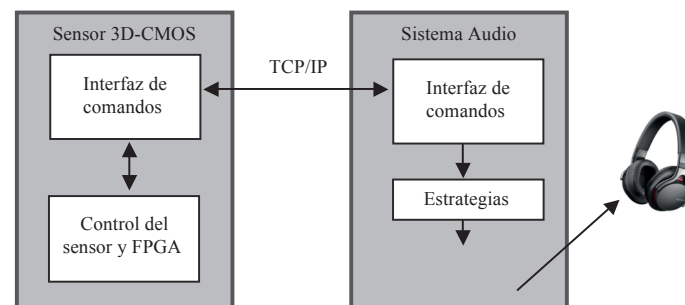 Sensor 3D-CMOS
Interfaz de
comandos
Control del
sensor y FPGA
TCP/IP
Sistema Audio
Interfaz de
comandos
Estrategias